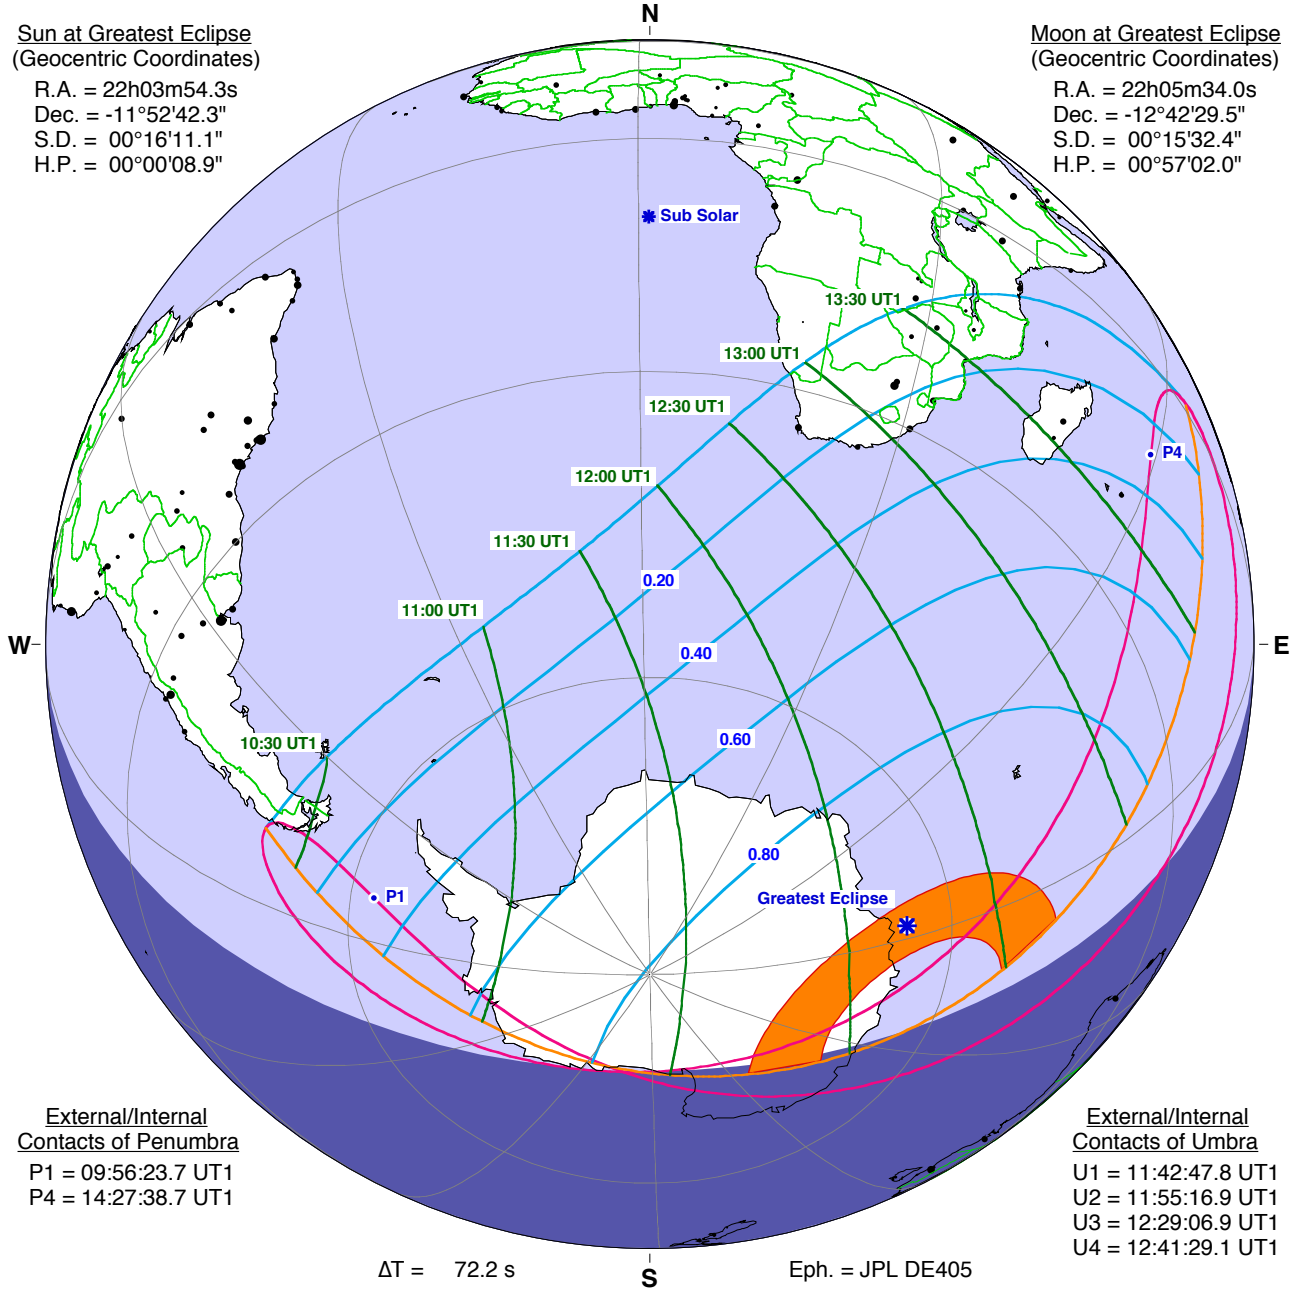 N
Sun at Greatest Eclipse
(Geocentric Coordinates)
R.A. = 22h03m54.3s
Dec. = -11°52'42.3"
S.D. = 00°16'11.1"
H.P. = 00°00'08.9"
Moon at Greatest Eclipse
(Geocentric Coordinates)
R.A. = 22h05m34.0s
Dec. = -12°42'29.5"
S.D. = 00°15'32.4"
H.P. = 00°57'02.0"
Sub Solar
13:30 UT1
13:00 UT1
12:30 UT1
12:00 UT1
11:30 UT1
11:00 UT1
10:30 UT1
P4
0.20
0.40
0.60
0.80
W
E
Greatest Eclipse
P1
External/Internal
Contacts of Penumbra
P1 = 09:56:23.7 UT1
P4 = 14:27:38.7 UT1
External/Internal
Contacts of Umbra
U1 = 11:42:47.8 UT1
U2 = 11:55:16.9 UT1
U3 = 12:29:06.9 UT1
U4 = 12:41:29.1 UT1
ΔT = 72.2 s
S
Eph. = JPL DE405